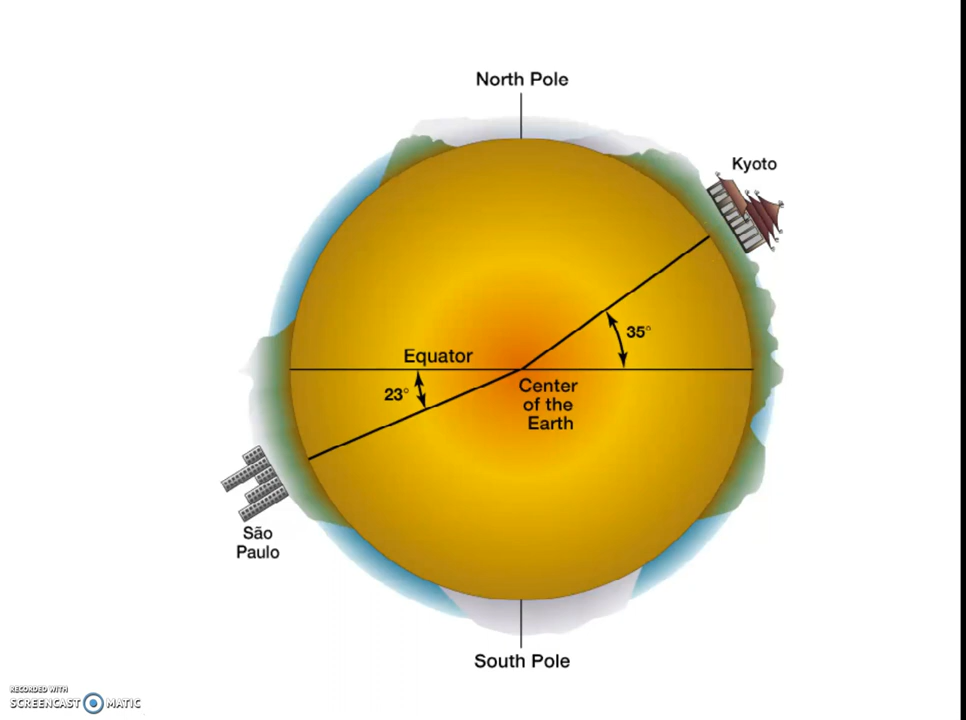 North Pole
Kyoto
35°
Equator
23°
Center
of the
Earth
São
Paulo
South Pole
RECORDED WITH
SCREENCAST MATIC